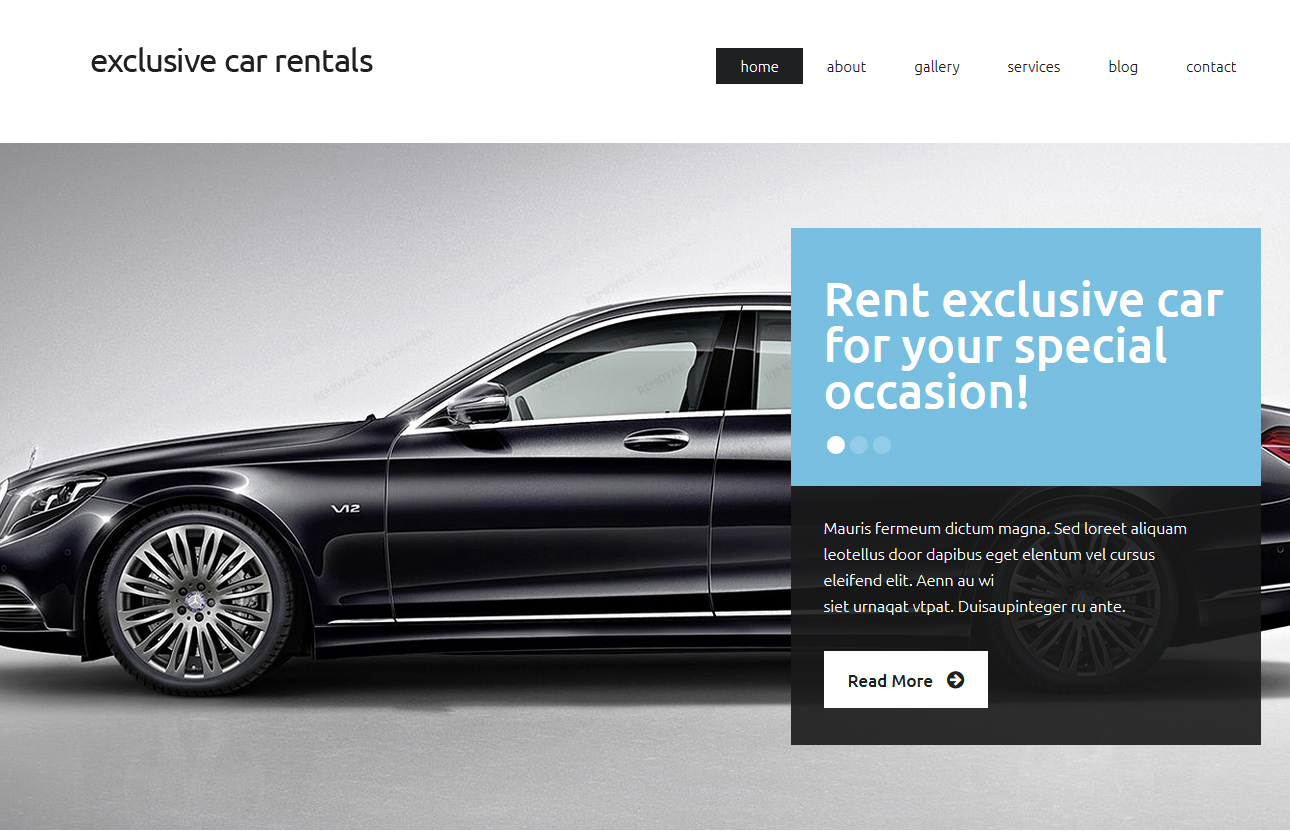 exclusive car rentals
home about gallery services blog contact
Rent exclusive car
for your special
occasion!
V12
Mauris fermeum dictum magna. Sed loreet aliquam
leotellus door dapibus eget elentum vel cursus
eleifend elit. Aenn au wi
siet urnaqat vtpat. Duisaupinteger ru ante.
Read More